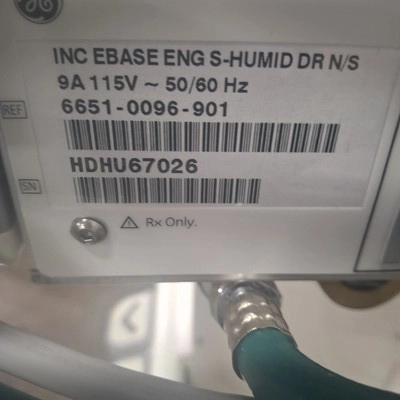 INC EBASE ENG S-HUMID DR N/S
9A 115V ~ 50/60 Hz
REF 6651-0096-901
HDHU67026
SN
⚠ Rx Only.